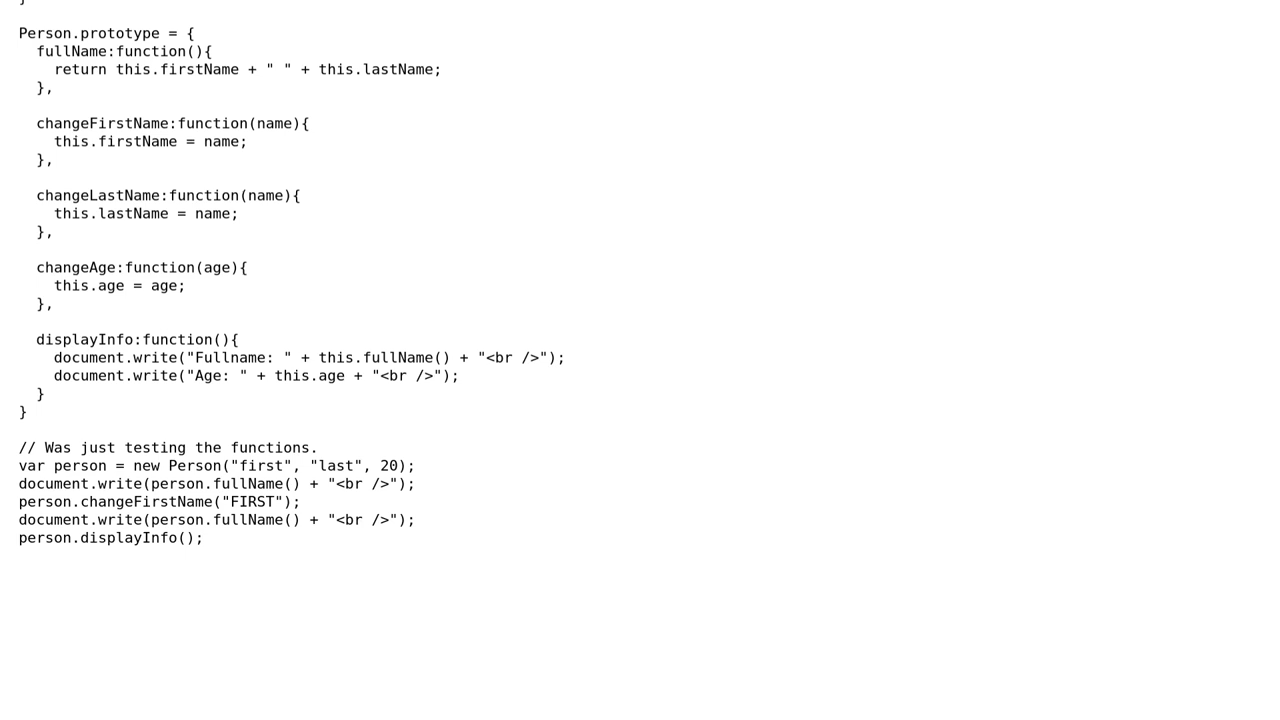 }
Person.prototype = {
  fullName:function(){
    return this.firstName + " " + this.lastName;
  },

  changeFirstName:function(name){
    this.firstName = name;
  },

  changeLastName:function(name){
    this.lastName = name;
  },

  changeAge:function(age){
    this.age = age;
  },

  displayInfo:function(){
    document.write("Fullname: " + this.fullName() + "<br />");
    document.write("Age: " + this.age + "<br />");
  }
}

// Was just testing the functions.
var person = new Person("first", "last", 20);
document.write(person.fullName() + "<br />");
person.changeFirstName("FIRST");
document.write(person.fullName() + "<br />");
person.displayInfo();